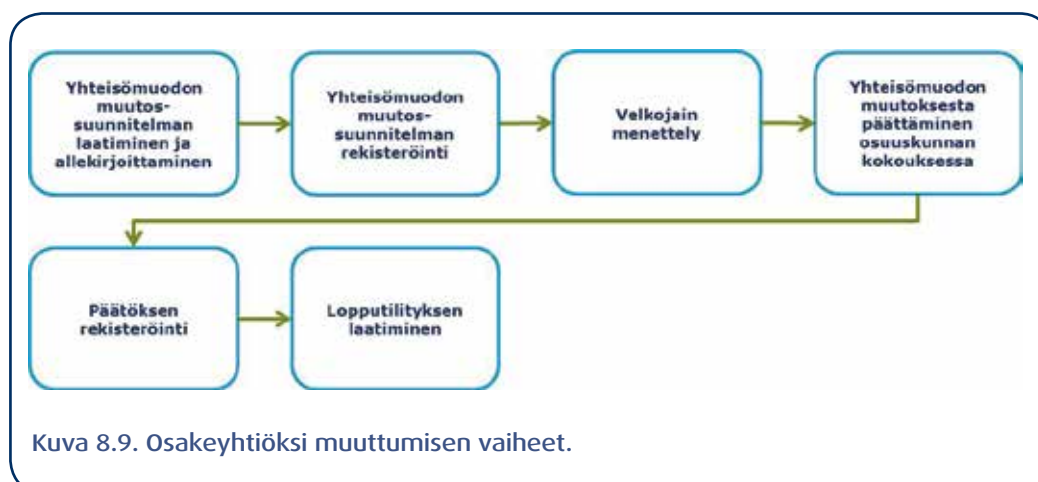 Yhteisömuodon
muutos-
suunnitelman
laatiminen ja
allekirjoittaminen
Yhteisömuodon
muutos-
suunnitelman
rekisteröinti
Velkojain
menettely
Yhteisömuodon
muutoksesta
päättäminen
osuuskunnan
kokouksessa
Päätöksen
rekisteröinti
Lopputilityksen
laatiminen
Kuva 8.9. Osakeyhtiöksi muuttumisen vaiheet.